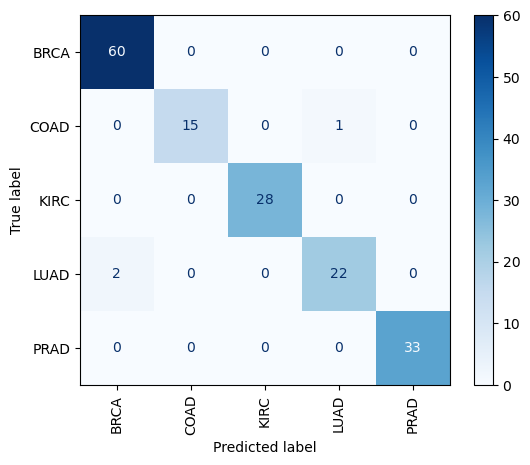 BRCA 60 0 0 0 0
COAD 0 15 0 1 0
KIRC 0 0 28 0 0
LUAD 2 0 0 22 0
PRAD 0 0 0 0 33
BRCA COAD KIRC LUAD PRAD
Predicted label
True label
60
50
40
30
20
10
0